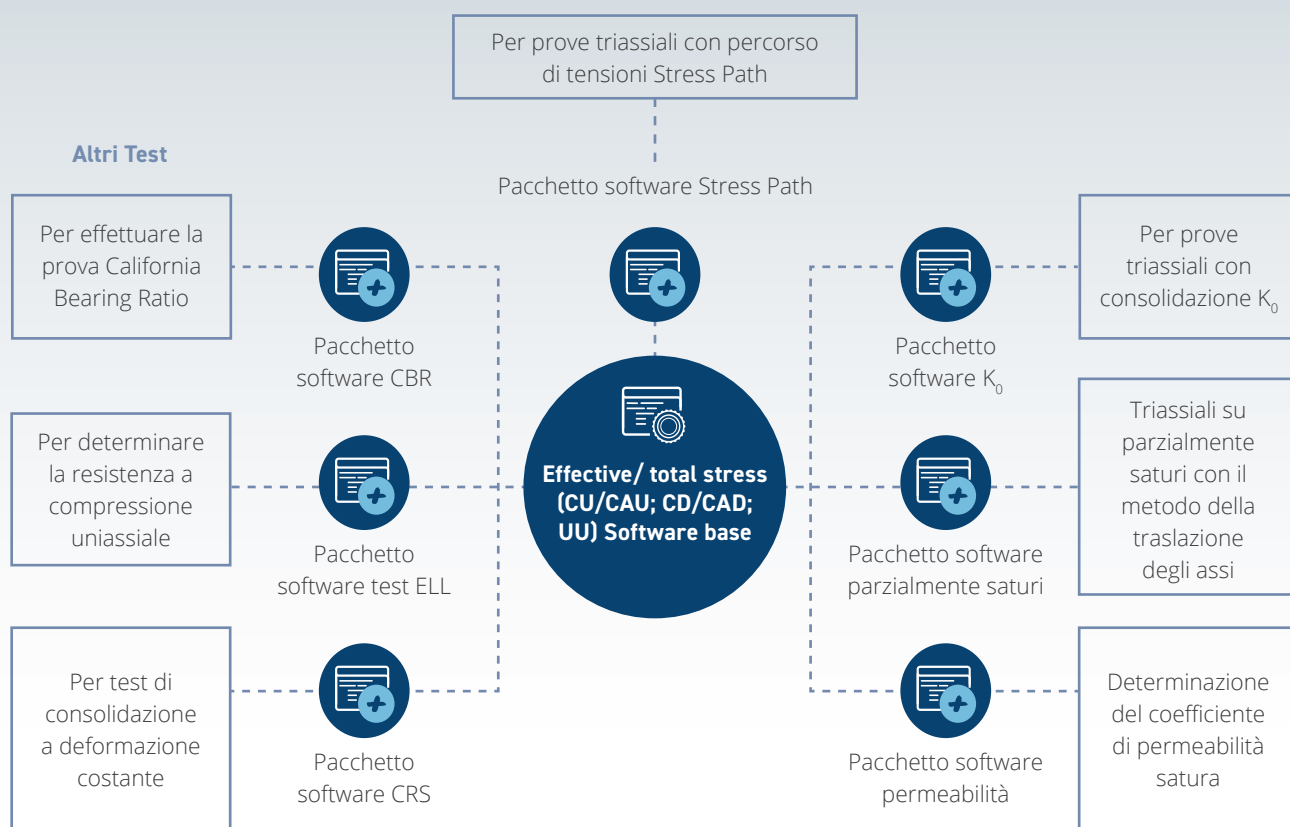 Per prove triassiali con percorso
di tensioni Stress Path
Altri Test
Pacchetto software Stress Path
Per effettuare la
prova California
Bearing Ratio
Pacchetto
software CBR
Pacchetto
software K₀
Per prove
triassiali con
consolidazione K₀
Per determinare
la resistenza a
compressione
uniassiale
Pacchetto
software test ELL
Effective/ total stress
(CU/CAU; CD/CAD;
UU) Software base
Pacchetto software
parzialmente saturi
Triassiali su
parzialmente
saturi con il
metodo della
traslazione
degli assi
Per test di
consolidazione
a deformazione
costante
Pacchetto
software CRS
Pacchetto software
permeabilità
Determinazione
del coefficiente
di permeabilità
satura